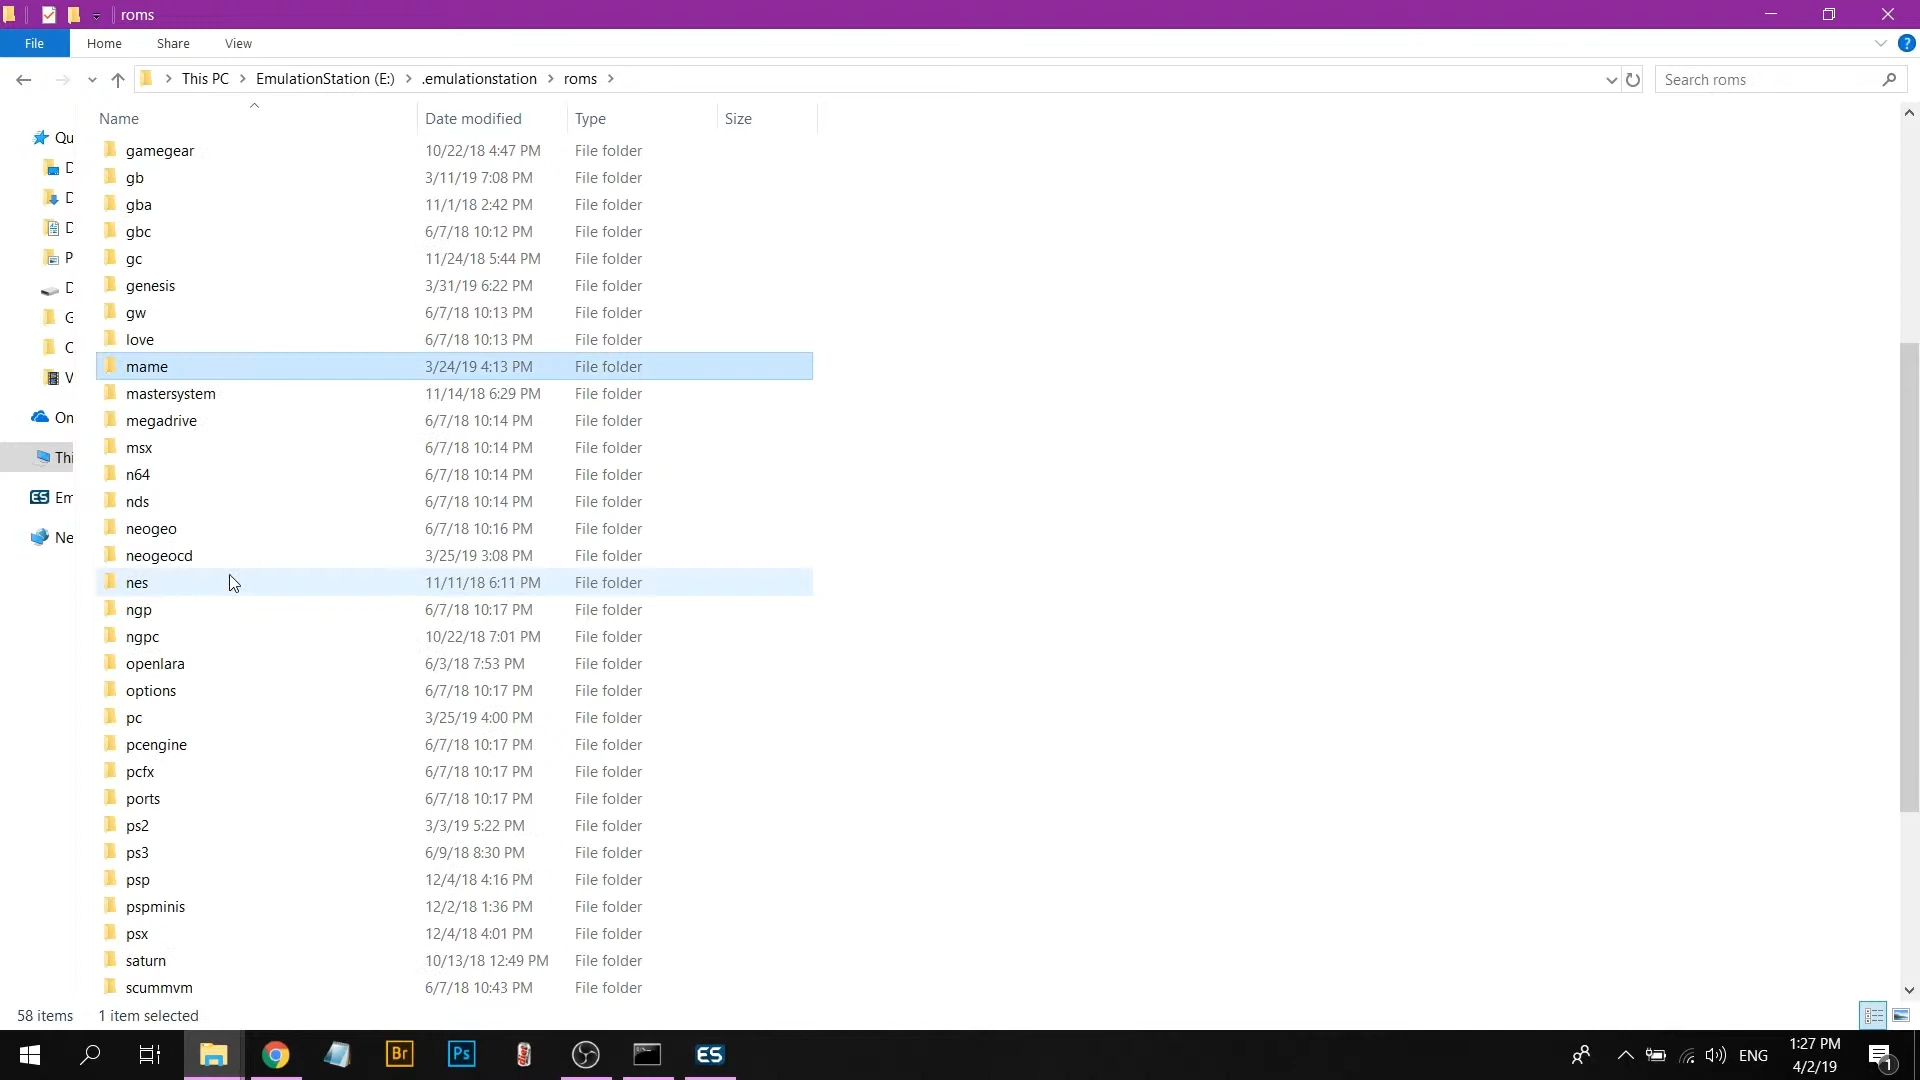 roms
File Home Share View
This PC EmulationStation (E:) .emulationstation roms
Search roms
Name Date modified Type Size
Qu
D
D
D
P
D
G
C
V
On
Thi
ES Em
Ne
gamegear 10/22/18 4:47 PM File folder
gb 3/11/19 7:08 PM File folder
gba 11/1/18 2:42 PM File folder
gbc 6/7/18 10:12 PM File folder
gc 11/24/18 5:44 PM File folder
genesis 3/31/19 6:22 PM File folder
gw 6/7/18 10:13 PM File folder
love 6/7/18 10:13 PM File folder
mame 3/24/19 4:13 PM File folder
mastersystem 11/14/18 6:29 PM File folder
megadrive 6/7/18 10:14 PM File folder
msx 6/7/18 10:14 PM File folder
n64 6/7/18 10:14 PM File folder
nds 6/7/18 10:14 PM File folder
neogeo 6/7/18 10:16 PM File folder
neogeocd 3/25/19 3:08 PM File folder
nes 11/11/18 6:11 PM File folder
ngp 6/7/18 10:17 PM File folder
ngpc 10/22/18 7:01 PM File folder
openlara 6/3/18 7:53 PM File folder
options 6/7/18 10:17 PM File folder
pc 3/25/19 4:00 PM File folder
pcengine 6/7/18 10:17 PM File folder
pcfx 6/7/18 10:17 PM File folder
ports 6/7/18 10:17 PM File folder
ps2 3/3/19 5:22 PM File folder
ps3 6/9/18 8:30 PM File folder
psp 12/4/18 4:16 PM File folder
pspminis 12/2/18 1:36 PM File folder
psx 12/4/18 4:01 PM File folder
saturn 10/13/18 12:49 PM File folder
scummvm 6/7/18 10:43 PM File folder
58 items 1 item selected
Br Ps ES ENG 1:27 PM
4/2/19
1